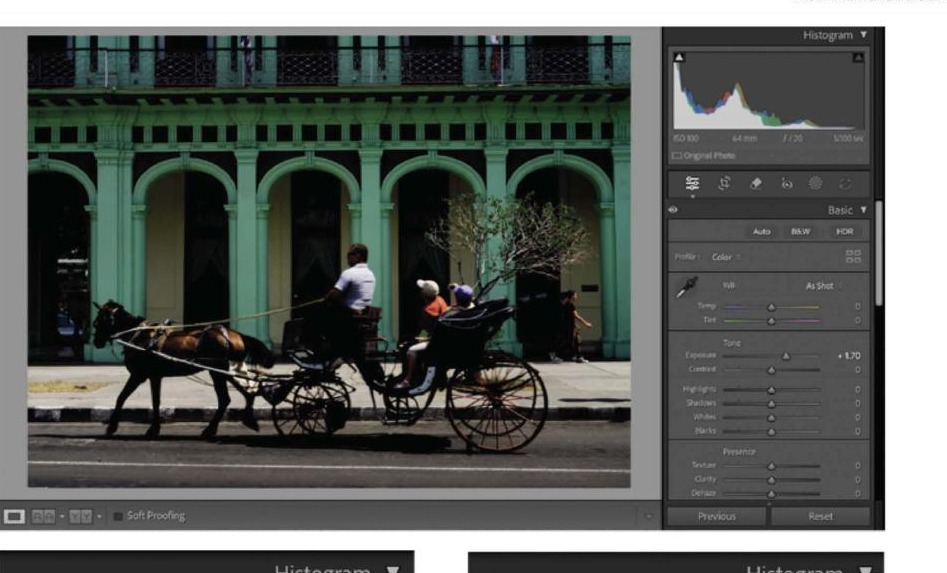 Histogram
ISO 100 64 mm f / 20 5/100 sec
Original Photo
Basic
Auto B&W HDR
Profile: Color
WB: As Shot
Temp 0
Tint 0
Tone
Exposure + 1.70
Contrast 0
Highlights 0
Shadows 0
Whites 0
Blacks 0
Presence
Texture 0
Clarity 0
Dehaze 0
Soft Proofing
Previous Reset
Histogram Histogram